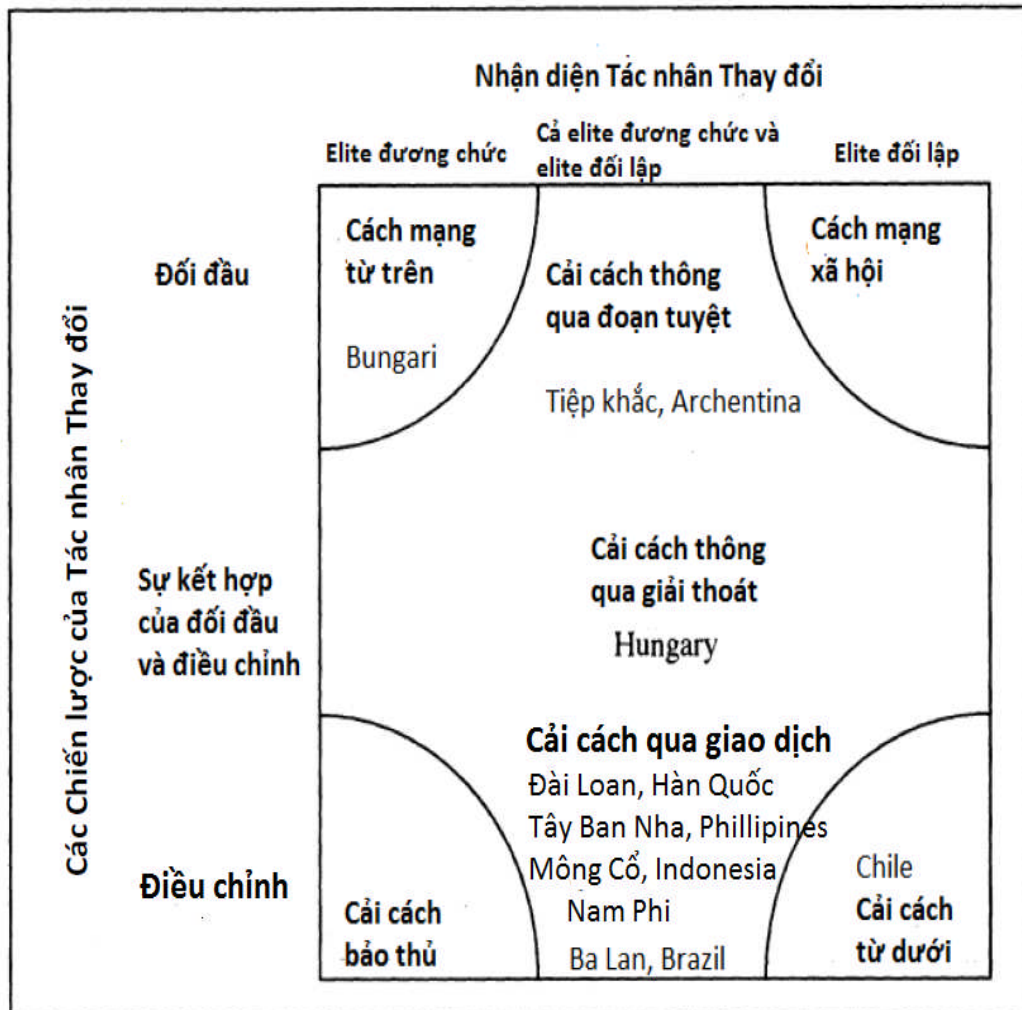 Nhận diện Tác nhân Thay đổi
Elite đương chức
Cả elite đương chức và
elite đối lập
Elite đối lập
Các Chiến lược của Tác nhân Thay đổi
Đối đầu
Cách mạng
từ trên
Bungari
Cải cách thông
qua đoạn tuyệt
Tiệp khắc, Archentina
Cách mạng
xã hội
Sự kết hợp
của đối đầu
và điều chỉnh
Cải cách thông
qua giải thoát
Hungary
Điều chỉnh
Cải cách
bảo thủ
Cải cách qua giao dịch
Đài Loan, Hàn Quốc
Tây Ban Nha, Phillipines
Mông Cổ, Indonesia
Nam Phi
Ba Lan, Brazil
Chile
Cải cách
từ dưới